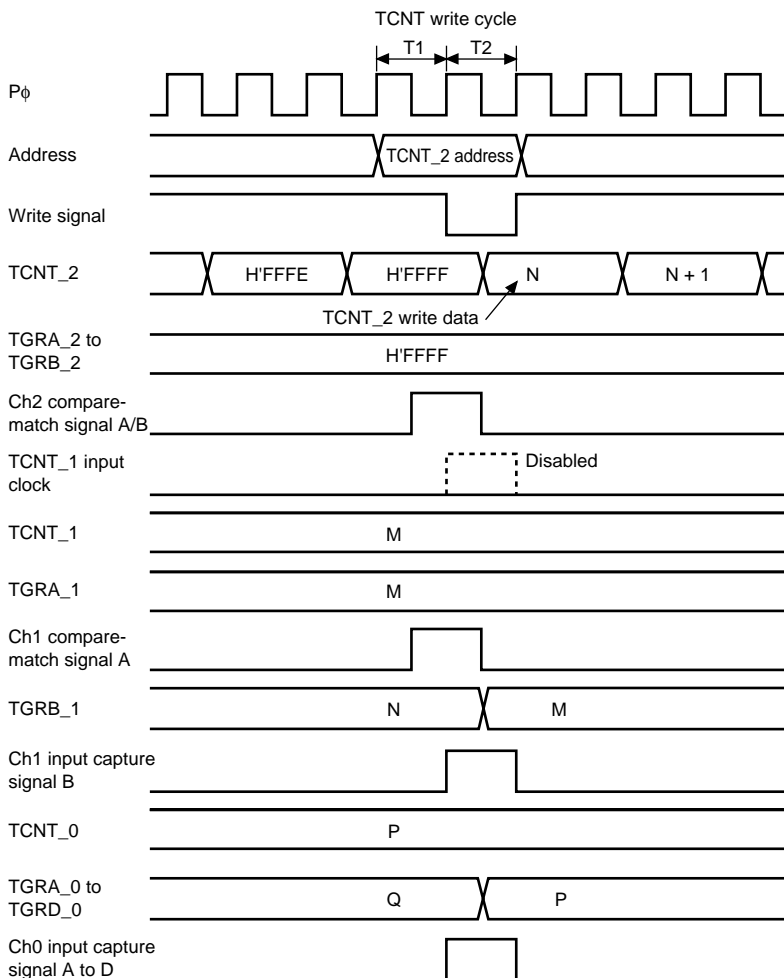 TCNT write cycle
T1 T2
Pϕ
Address
TCNT_2 address
Write signal
TCNT_2
H'FFFE H'FFFF N N + 1
TCNT_2 write data
TGRA_2 to
TGRB_2
H'FFFF
Ch2 compare-
match signal A/B
TCNT_1 input
clock
Disabled
TCNT_1
M
TGRA_1
M
Ch1 compare-
match signal A
TGRB_1
N M
Ch1 input capture
signal B
TCNT_0
P
TGRA_0 to
TGRD_0
Q P
Ch0 input capture
signal A to D